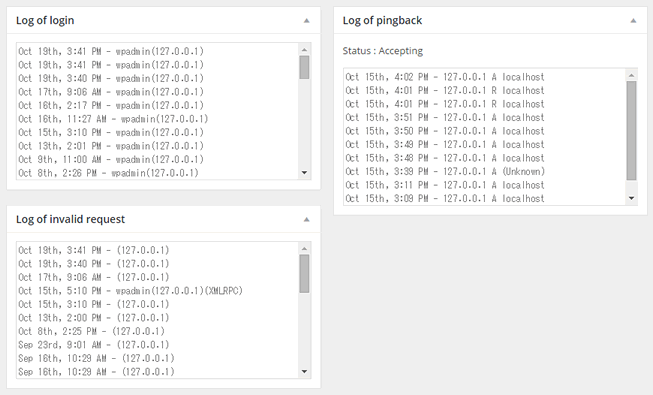 Log of login
Oct 19th, 3:41 PM - wpadmin(127.0.0.1)
Oct 19th, 3:41 PM - wpadmin(127.0.0.1)
Oct 19th, 3:40 PM - wpadmin(127.0.0.1)
Oct 17th, 9:06 AM - wpadmin(127.0.0.1)
Oct 16th, 2:17 PM - wpadmin(127.0.0.1)
Oct 16th, 11:27 AM - wpadmin(127.0.0.1)
Oct 15th, 3:10 PM - wpadmin(127.0.0.1)
Oct 13th, 2:01 PM - wpadmin(127.0.0.1)
Oct 9th, 11:00 AM - wpadmin(127.0.0.1)
Oct 8th, 2:26 PM - wpadmin(127.0.0.1)
Log of invalid request
Oct 19th, 3:41 PM - (127.0.0.1)
Oct 19th, 3:40 PM - (127.0.0.1)
Oct 17th, 9:06 AM - (127.0.0.1)
Oct 15th, 5:10 PM - wpadmin(127.0.0.1)(XMLRPC)
Oct 15th, 3:10 PM - (127.0.0.1)
Oct 13th, 2:00 PM - (127.0.0.1)
Oct 8th, 2:25 PM - (127.0.0.1)
Sep 23rd, 9:01 AM - (127.0.0.1)
Sep 16th, 10:29 AM - (127.0.0.1)
Sep 16th, 10:29 AM - (127.0.0.1)
Log of pingback
Status : Accepting
Oct 15th, 4:02 PM - 127.0.0.1 A localhost
Oct 15th, 4:01 PM - 127.0.0.1 R localhost
Oct 15th, 4:01 PM - 127.0.0.1 R localhost
Oct 15th, 3:51 PM - 127.0.0.1 A localhost
Oct 15th, 3:50 PM - 127.0.0.1 A localhost
Oct 15th, 3:49 PM - 127.0.0.1 A localhost
Oct 15th, 3:48 PM - 127.0.0.1 A localhost
Oct 15th, 3:39 PM - 127.0.0.1 A (Unknown)
Oct 15th, 3:11 PM - 127.0.0.1 A localhost
Oct 15th, 3:09 PM - 127.0.0.1 A localhost